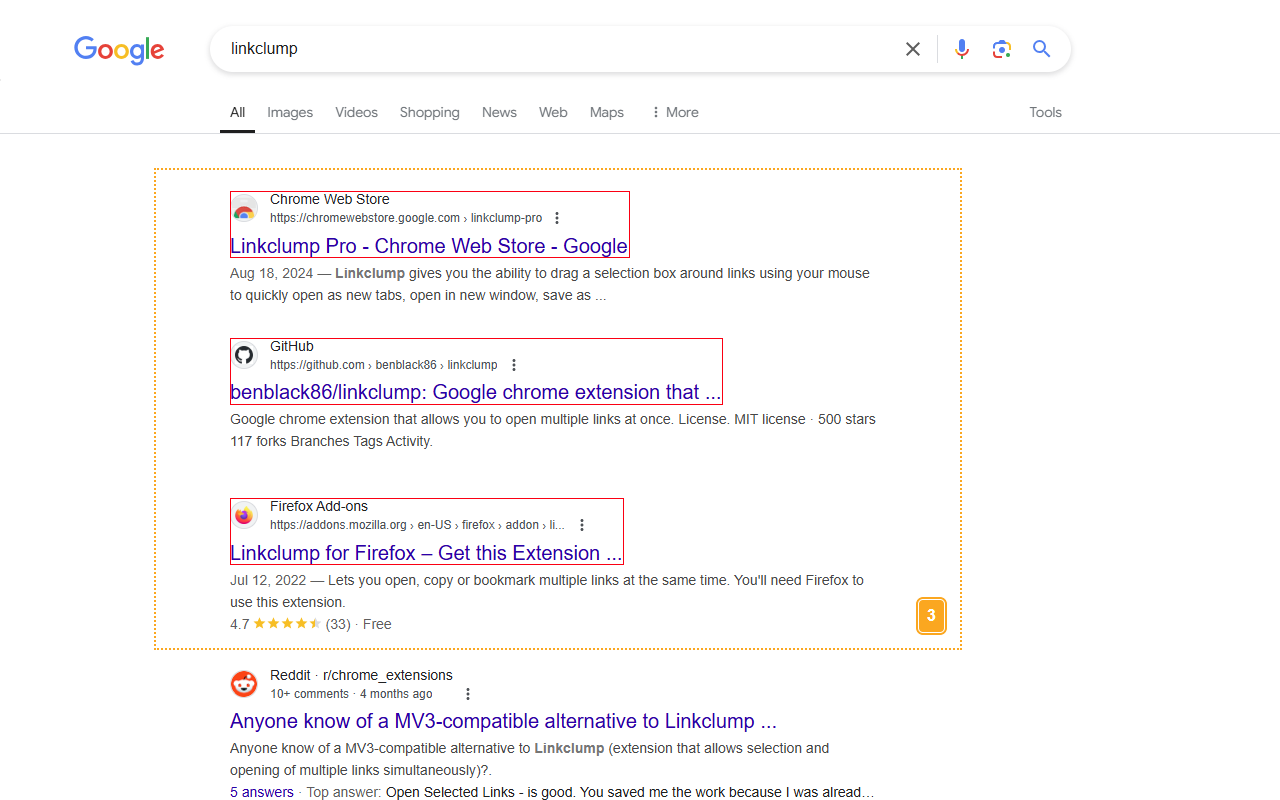 Google
linkclump
All Images Videos Shopping News Web Maps More Tools
Chrome Web Store
https://chromewebstore.google.com › linkclump-pro
Linkclump Pro - Chrome Web Store - Google
Aug 18, 2024 — Linkclump gives you the ability to drag a selection box around links using your mouse
to quickly open as new tabs, open in new window, save as ...
GitHub
https://github.com › benblack86 › linkclump
benblack86/linkclump: Google chrome extension that ...
Google chrome extension that allows you to open multiple links at once. License. MIT license · 500 stars
117 forks Branches Tags Activity.
Firefox Add-ons
https://addons.mozilla.org › en-US › firefox › addon › li...
Linkclump for Firefox – Get this Extension ...
Jul 12, 2022 — Lets you open, copy or bookmark multiple links at the same time. You'll need Firefox to
use this extension.
4.7 ★★★★★ (33) · Free
3
Reddit · r/chrome_extensions
10+ comments · 4 months ago
Anyone know of a MV3-compatible alternative to Linkclump ...
Anyone know of a MV3-compatible alternative to Linkclump (extension that allows selection and
opening of multiple links simultaneously)?.
5 answers · Top answer: Open Selected Links - is good. You saved me the work because I was alread...